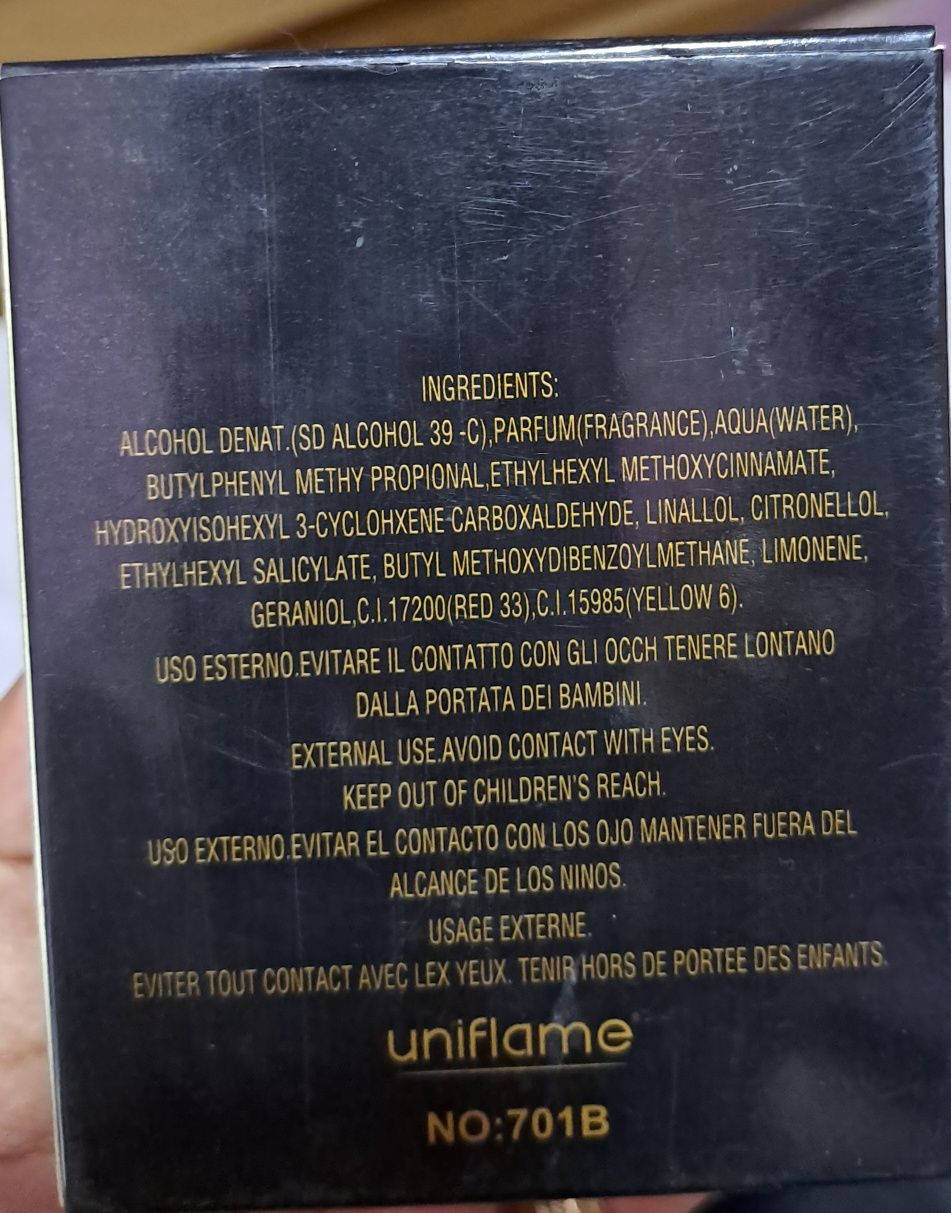 INGREDIENTS:
ALCOHOL DENAT.(SD ALCOHOL 39 -C),PARFUM(FRAGRANCE),AQUA(WATER),
BUTYLPHENYL METHY PROPIONAL,ETHYLHEXYL METHOXYCINNAMATE,
HYDROXYISOHEXYL 3-CYCLOHXENE CARBOXALDEHYDE, LINALLOL, CITRONELLOL,
ETHYLHEXYL SALICYLATE, BUTYL METHOXYDIBENZOYLMETHANE, LIMONENE,
GERANIOL,C.I.17200(RED 33),C.I.15985(YELLOW 6).
USO ESTERNO.EVITARE IL CONTATTO CON GLI OCCH TENERE LONTANO
DALLA PORTATA DEI BAMBINI.
EXTERNAL USE.AVOID CONTACT WITH EYES.
KEEP OUT OF CHILDREN'S REACH.
USO EXTERNO.EVITAR EL CONTACTO CON LOS OJO MANTENER FUERA DEL
ALCANCE DE LOS NINOS.
USAGE EXTERNE.
EVITER TOUT CONTACT AVEC LEX YEUX. TENIR HORS DE PORTEE DES ENFANTS.
uniflame
NO:701B